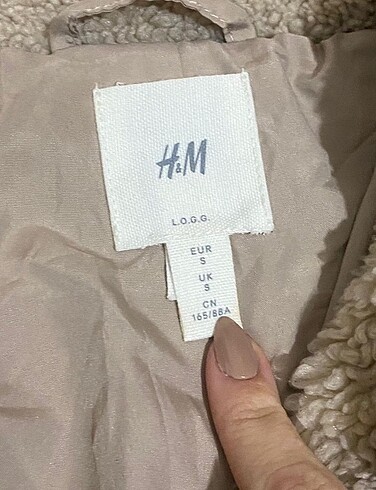 H&M
L.O.G.G.
EUR
S
UK
S
CN
165/88A